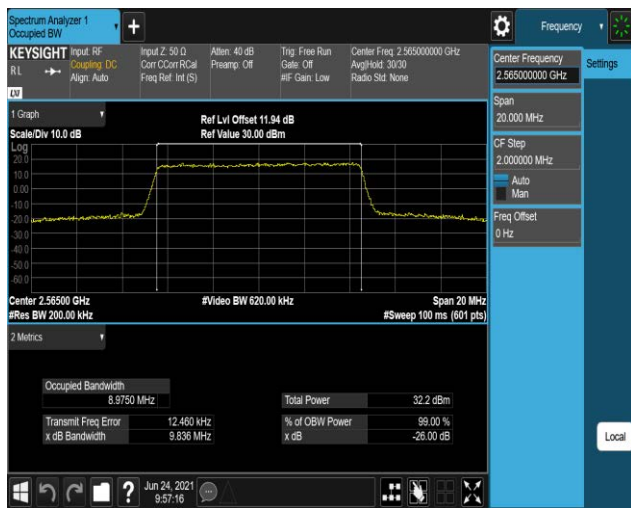 Spectrum Analyzer 1
Occupied BW
Frequency
KEYSIGHT
Input: RF
Coupling: DC
Align: Auto
Input Z: 50 Ω
Corr CCorr RCal
Freq Ref: Int (S)
Atten: 40 dB
Preamp: Off
Trig: Free Run
Gate: Off
#IF Gain: Low
Center Freq: 2.565000000 GHz
Avg|Hold: 30/30
Radio Std: None
RL
LXI
1 Graph
Scale/Div 10.0 dB
Ref Lvl Offset 11.94 dB
Ref Value 30.00 dBm
Log
20.0
10.0
0.00
-10.0
-20.0
-30.0
-40.0
-50.0
-60.0
Center 2.56500 GHz
#Res BW 200.00 kHz
#Video BW 620.00 kHz
Span 20 MHz
#Sweep 100 ms (601 pts)
2 Metrics
Occupied Bandwidth
8.9750 MHz
Total Power 32.2 dBm
Transmit Freq Error 12.460 kHz
% of OBW Power 99.00 %
x dB Bandwidth 9.836 MHz
x dB -26.00 dB
Center Frequency
2.565000000 GHz
Settings
Span
20.000 MHz
CF Step
2.000000 MHz
Auto
Man
Freq Offset
0 Hz
Local
?
Jun 24, 2021
9:57:16